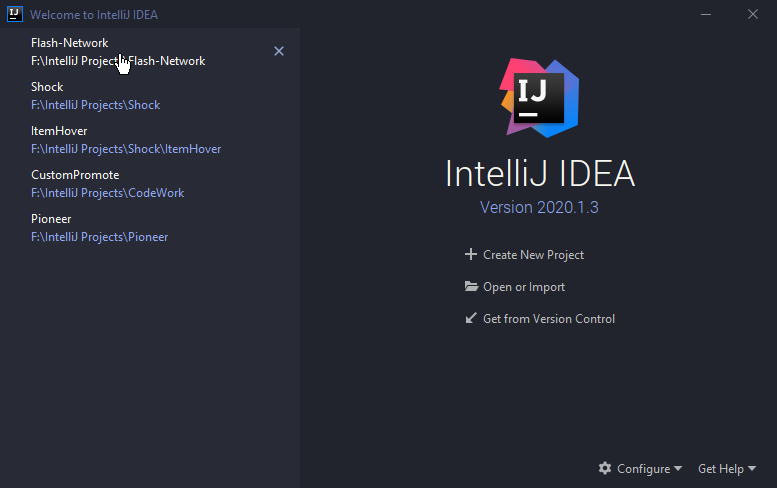 Welcome to IntelliJ IDEA
Flash-Network
F:\IntelliJ Projects\Flash-Network
Shock
F:\IntelliJ Projects\Shock
ItemHover
F:\IntelliJ Projects\Shock\ItemHover
CustomPromote
F:\IntelliJ Projects\CodeWork
Pioneer
F:\IntelliJ Projects\Pioneer
IJ
IntelliJ IDEA
Version 2020.1.3
Create New Project
Open or Import
Get from Version Control
Configure
Get Help